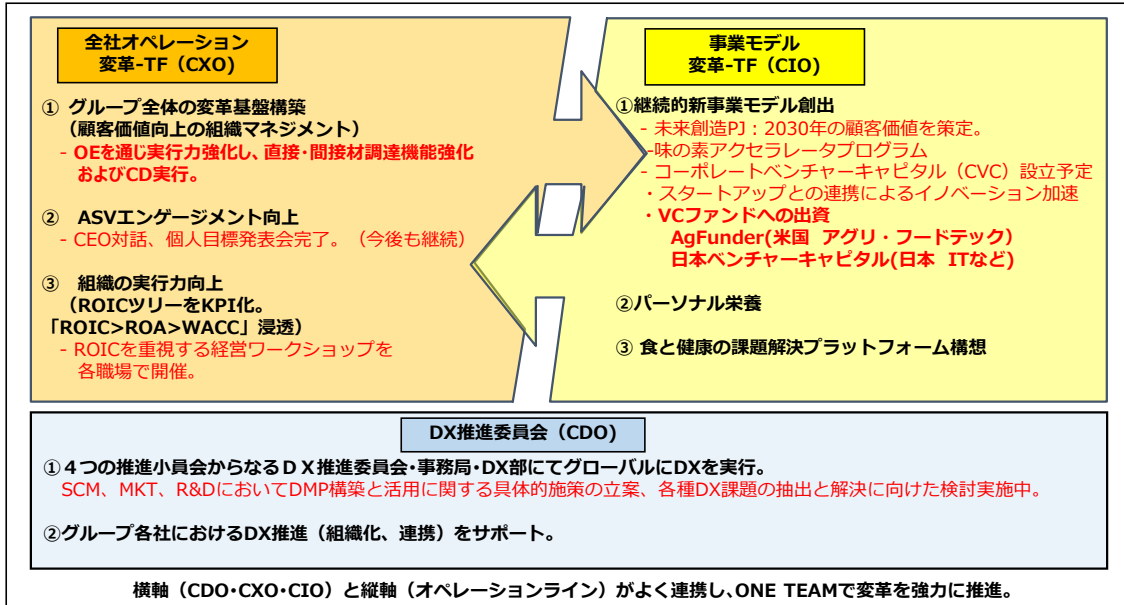 全社オペレーション
変革-TF（CXO）
① グループ全体の変革基盤構築
（顧客価値向上の組織マネジメント）
- OEを通じ実行力強化し、直接・間接材調達機能強化
およびCD実行。
② ASVエンゲージメント向上
- CEO対話、個人目標発表会完了。（今後も継続）
③ 組織の実行力向上
（ROICツリーをKPI化。
「ROIC>ROA>WACC」浸透）
- ROICを重視する経営ワークショップを
各職場で開催。
事業モデル
変革-TF（CIO）
①継続的新事業モデル創出
- 未来創造PJ：2030年の顧客価値を策定。
-味の素アクセラレータプログラム
- コーポレートベンチャーキャピタル（CVC）設立予定
・スタートアップとの連携によるイノベーション加速
・VCファンドへの出資
AgFunder(米国 アグリ・フードテック）
日本ベンチャーキャピタル(日本 ITなど)
②パーソナル栄養
③ 食と健康の課題解決プラットフォーム構想
DX推進委員会（CDO）
①４つの推進小員会からなるＤＸ推進委員会・事務局・DX部にてグローバルにDXを実行。
SCM、MKT、R&DにおいてDMP構築と活用に関する具体的施策の立案、各種DX課題の抽出と解決に向けた検討実施中。
②グループ各社におけるDX推進（組織化、連携）をサポート。
横軸（CDO・CXO・CIO）と縦軸（オペレーションライン）がよく連携し、ONE TEAMで変革を強力に推進。